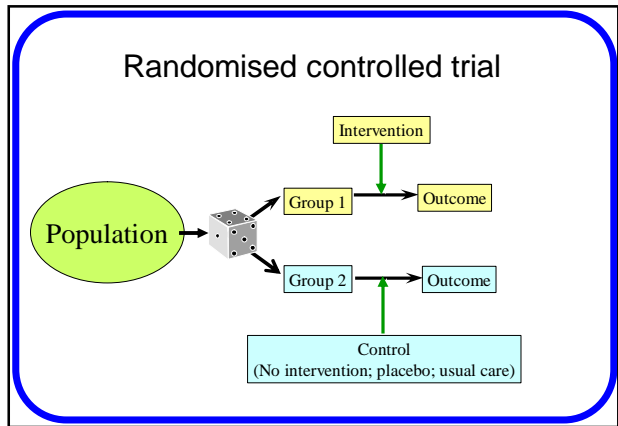 Randomised controlled trial
Intervention
Group 1
Outcome
Population
Group 2
Outcome
Control
(No intervention; placebo; usual care)